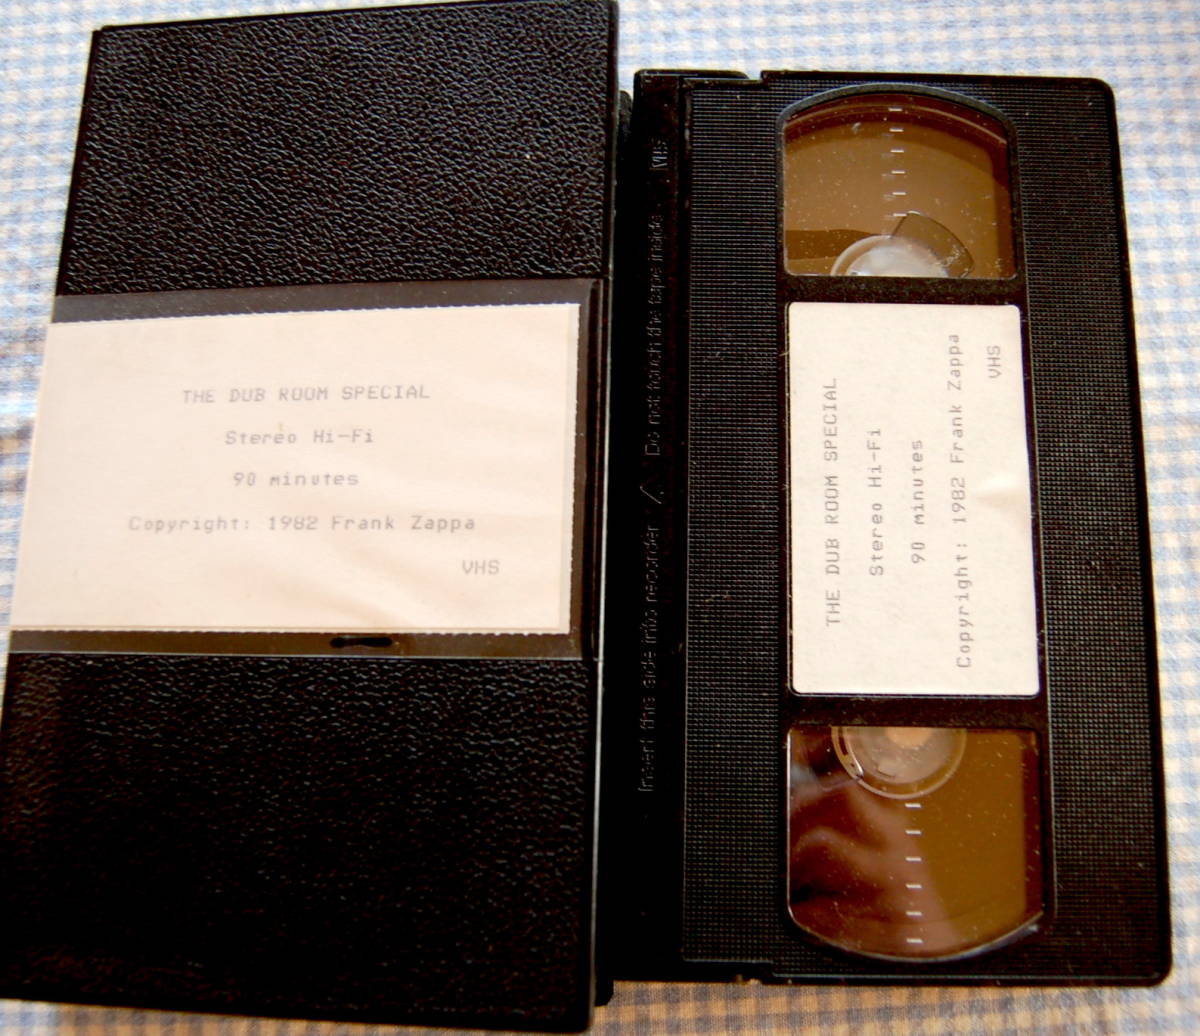 THE DUB ROOM SPECIAL
Stereo Hi-Fi
90 minutes
Copyright: 1982 Frank Zappa
VHS
Insert this side into recorder
Do not touch the tape inside
VHS
THE DUB ROOM SPECIAL
Stereo Hi-Fi
90 minutes
Copyright: 1982 Frank Zappa
VHS